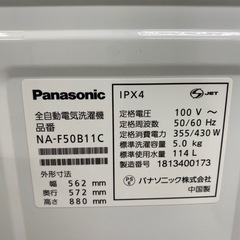 Panasonic
全自動電気洗濯機
品番
NA-F50B11C
外形寸法
幅 562 mm
奥行 572 mm
高さ 880 mm
IPX4
JET
定格電圧 100 V～
定格周波数 50/60 Hz
定格消費電力 355/430 W
標準洗濯容量 5.0 kg
標準使用水量 114 L
製造番号 1813400173
パナソニック株式会社
中国製